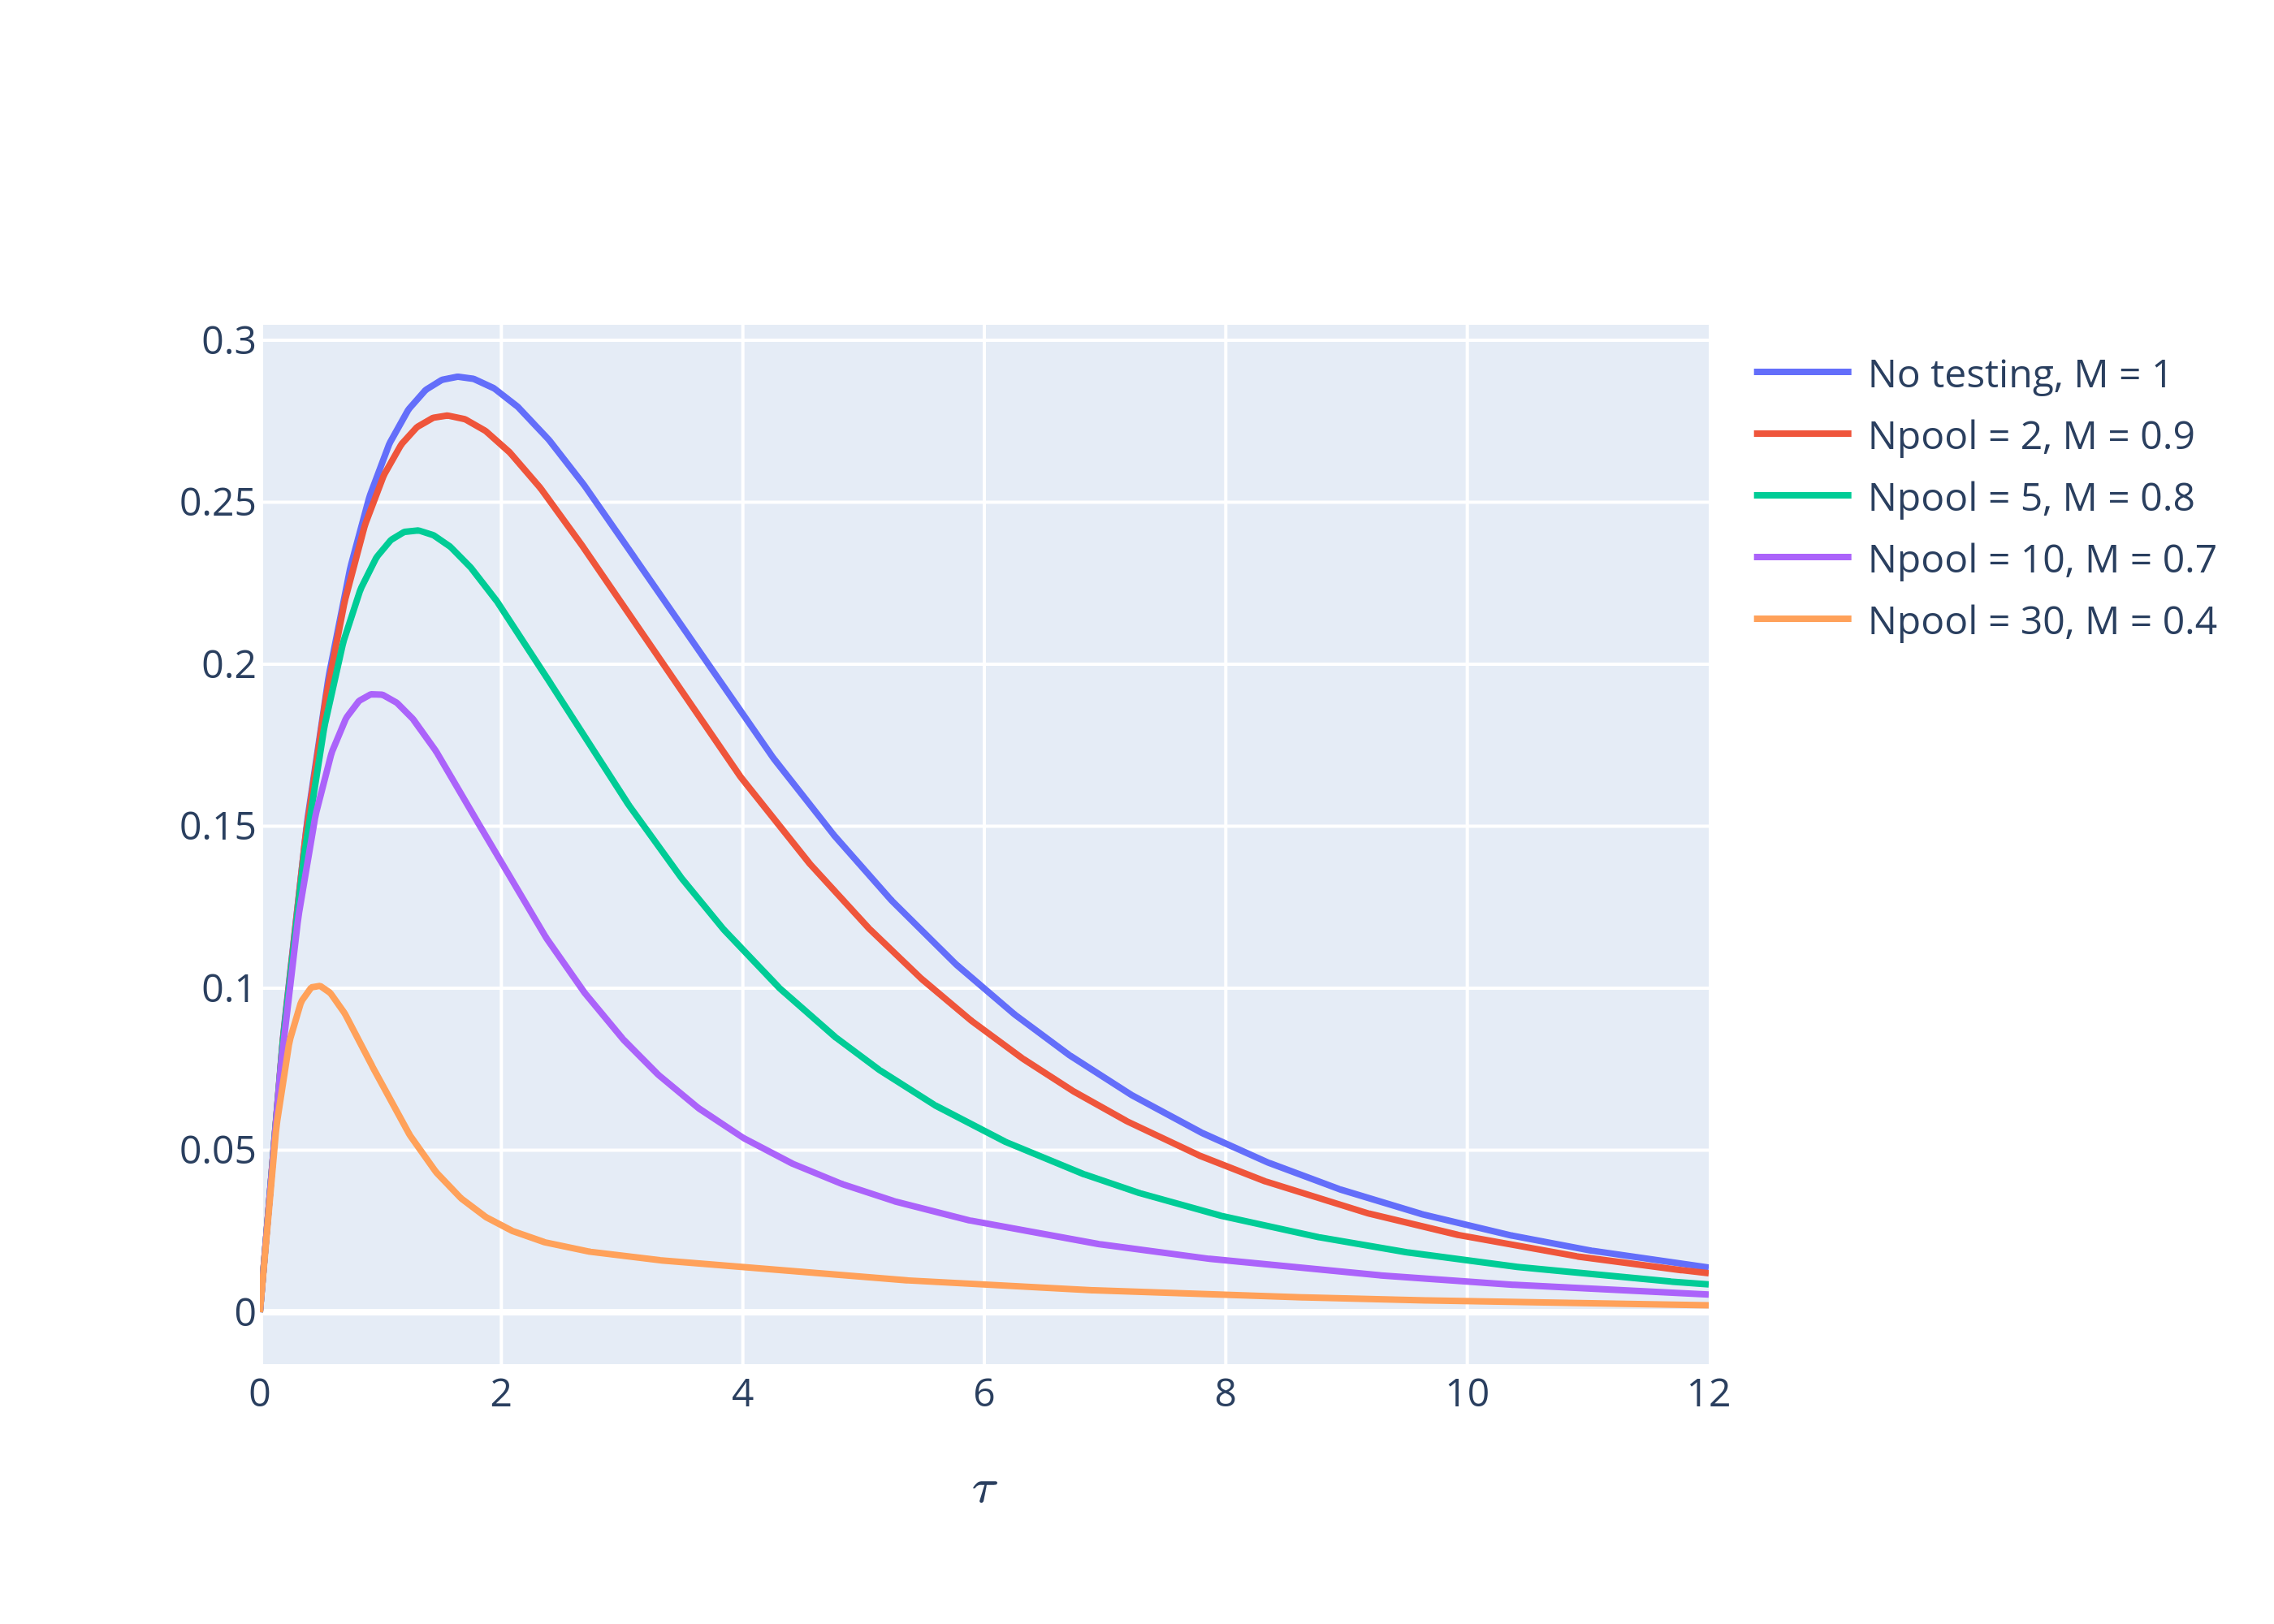 0.3
0.25
0.2
0.15
0.1
0.05
0
0 2 4 6 8 10 12
τ
No testing, M = 1
Npool = 2, M = 0.9
Npool = 5, M = 0.8
Npool = 10, M = 0.7
Npool = 30, M = 0.4